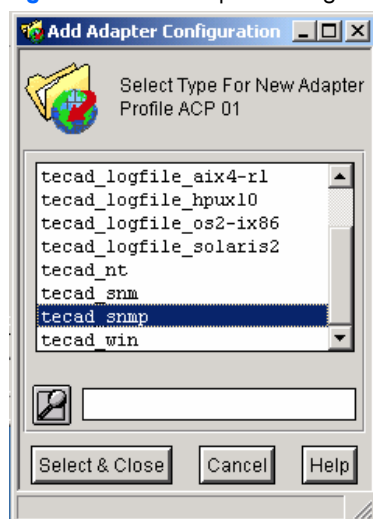 Add Adapter Configuration
Select Type For New Adapter
Profile ACP 01
tecad_logfile_aix4-r1
tecad_logfile_hpux10
tecad_logfile_os2-ix86
tecad_logfile_solaris2
tecad_nt
tecad_snm
tecad_snmp
tecad_win
Select & Close
Cancel
Help